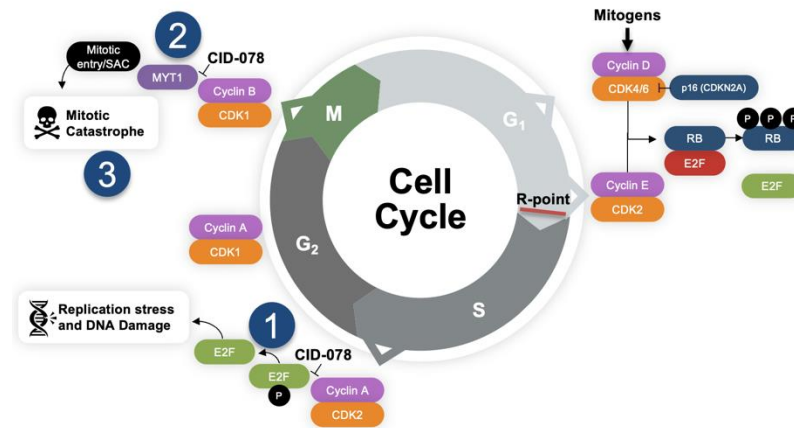 2
Mitotic
entry/SAC
MYT1
CID-078
Cyclin B
CDK1
Mitotic
Catastrophe
3
Mitogens
Cyclin D
CDK4/6
p16 (CDKN2A)
P P P
RB
E2F
RB
E2F
Cyclin E
CDK2
M
G1
R-point
S
G2
Cell
Cycle
Cyclin A
CDK1
Replication stress
and DNA Damage
1
E2F
E2F
P
CID-078
Cyclin A
CDK2